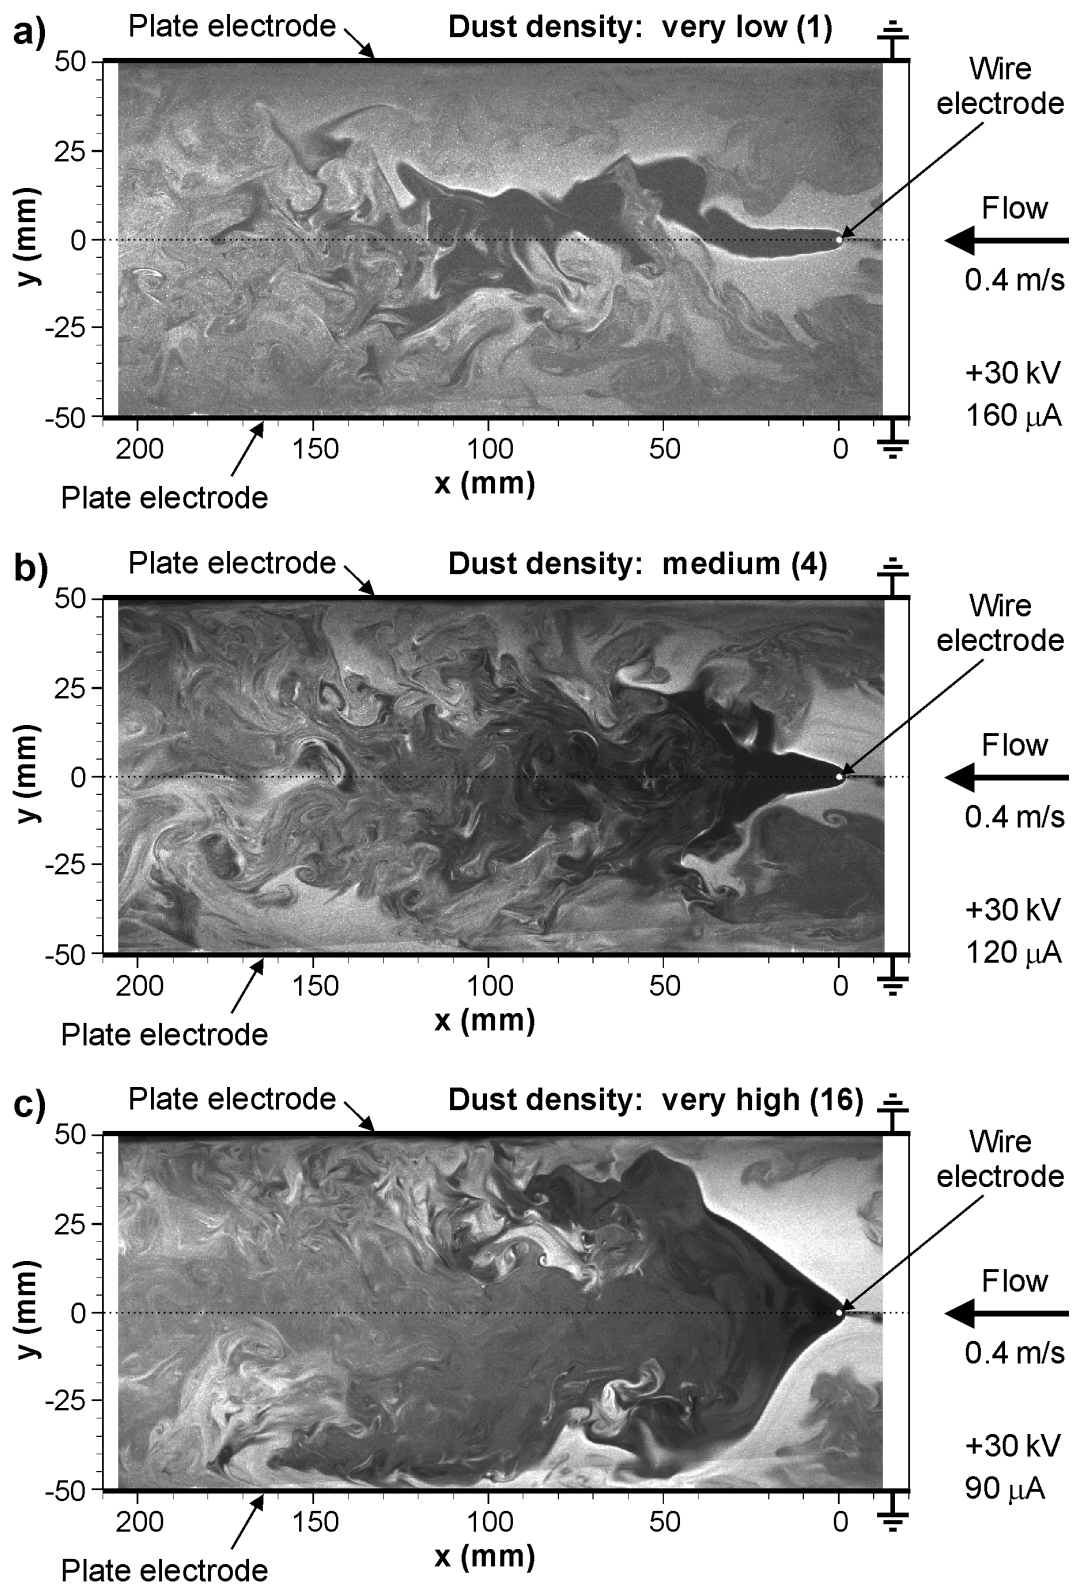 a)
Plate electrode
Dust density: very low (1)
Wire
electrode
50
25
0
-25
-50
y (mm)
Flow
0.4 m/s
+30 kV
160 μA
200
150
100
50
0
x (mm)
Plate electrode
b)
Plate electrode
Dust density: medium (4)
Wire
electrode
50
25
0
-25
-50
y (mm)
Flow
0.4 m/s
+30 kV
120 μA
200
150
100
50
0
x (mm)
Plate electrode
c)
Plate electrode
Dust density: very high (16)
Wire
electrode
50
25
0
-25
-50
y (mm)
Flow
0.4 m/s
+30 kV
90 μA
200
150
100
50
0
x (mm)
Plate electrode